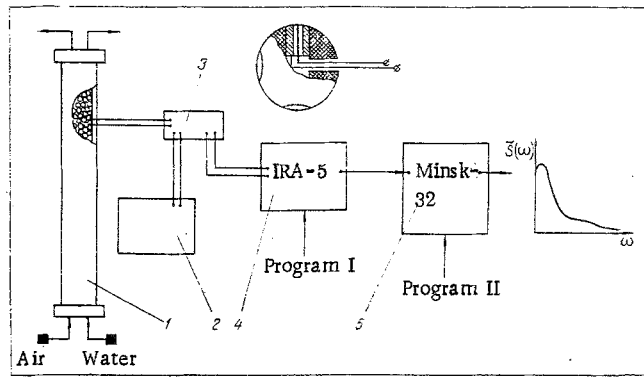 3
IRA-5
Minsk-
32
S̃(ω)
ω
Program I
Program II
1
2
4
5
Air
Water